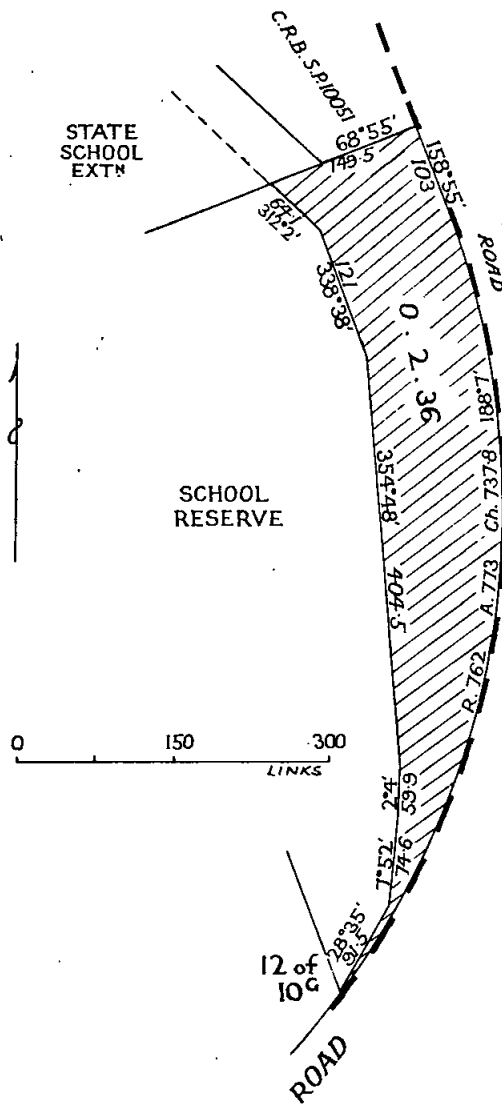 C.R.B. S.P.10051
STATE
SCHOOL
EXTN
68°55'
149·5
158°55'
103
ROAD
64·1
312°2'
121
338°38'
0 . 2 . 36
188°7'
Ch. 737·8
A. 773
R. 762
354°48'
404·5
SCHOOL
RESERVE
0 150 300
LINKS
2°4'
59·9
7°52'
74·6
28°35'
91·5
12 of
10G
ROAD